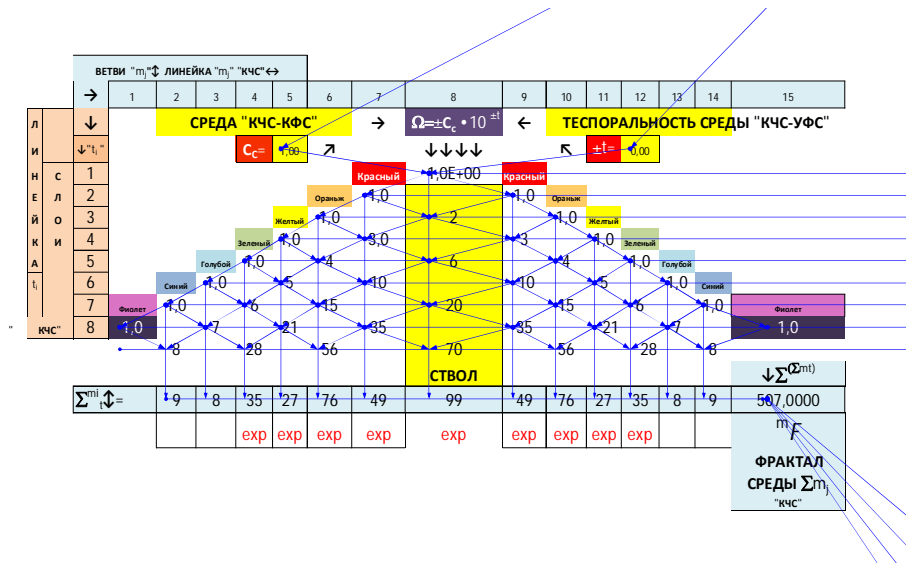 ВЕТВИ "mj"↕ ЛИНЕЙКА "mj" "КЧС"↔
→ 1 2 3 4 5 6 7 8 9 10 11 12 13 14 15
Л ↓ СРЕДА "КЧС-КФС" → Ω=±Cc • 10 ±t ← ТЕСПОРАЛЬНОСТЬ СРЕДЫ "КЧС-УФС"
И С ↓"ti" Cc= 1,00 ↗ ↓↓↓↓ ↖ ±t= 0,00
Н С 1 Красный 1,0E+00 Красный
Е Л 2 Ораньж 1,0 1,0 Ораньж
Й О 3 Желтый 1,0 2 1,0 Желтый
К И 4 Зеленый 1,0 3,0 3 1,0 Зеленый
А 5 Голубой 1,0 4 6 4 1,0 Голубой
ti 6 Синий 1,0 5 10 10 5 1,0 Синий
7 Фиолет 1,0 6 15 20 15 6 1,0 Фиолет
" КЧС" 8 1,0 7 21 35 35 21 7 1,0
8 28 56 70 56 28 8
СТВОЛ ↓Σ(Σmt)
Σmi t↕= 9 8 35 27 76 49 99 49 76 27 35 8 9 507,0000
exp exp exp exp exp exp exp exp exp
mF
ФРАКТАЛ
СРЕДЫ Σmj
"КЧС"